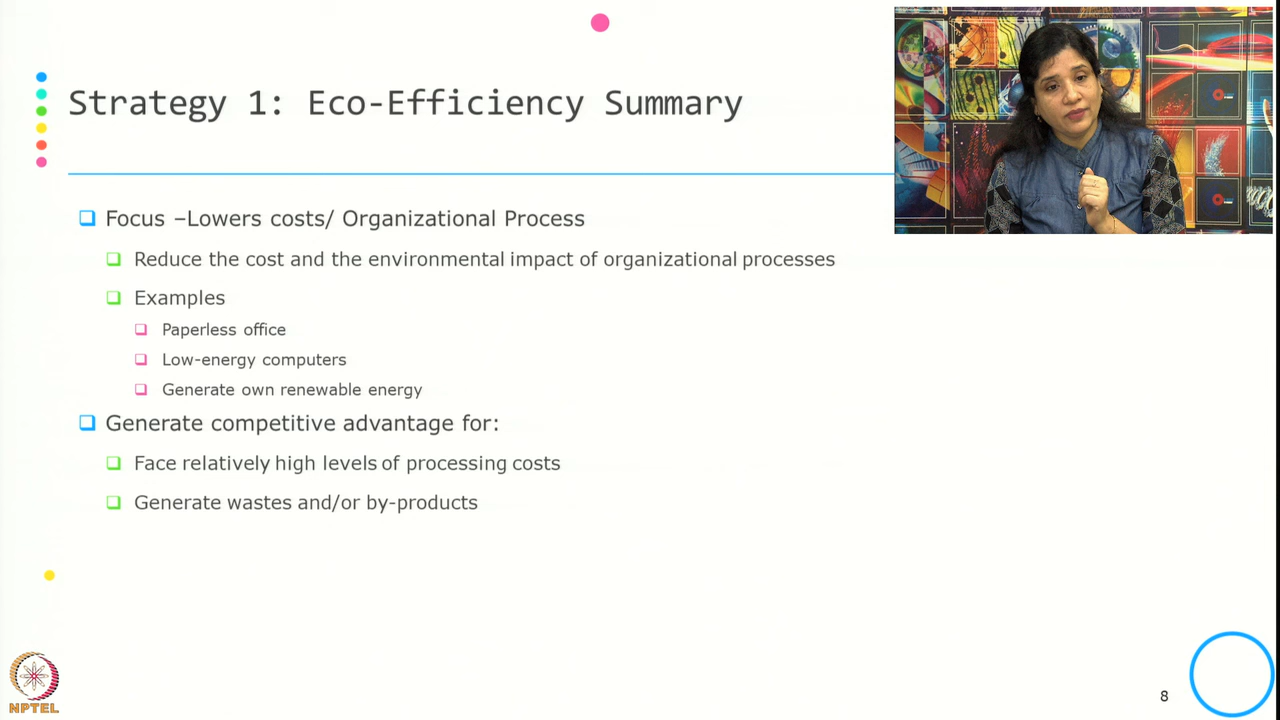 Strategy 1: Eco-Efficiency Summary
Focus –Lowers costs/ Organizational Process
Reduce the cost and the environmental impact of organizational processes
Examples
Paperless office
Low-energy computers
Generate own renewable energy
Generate competitive advantage for:
Face relatively high levels of processing costs
Generate wastes and/or by-products
NPTEL
8